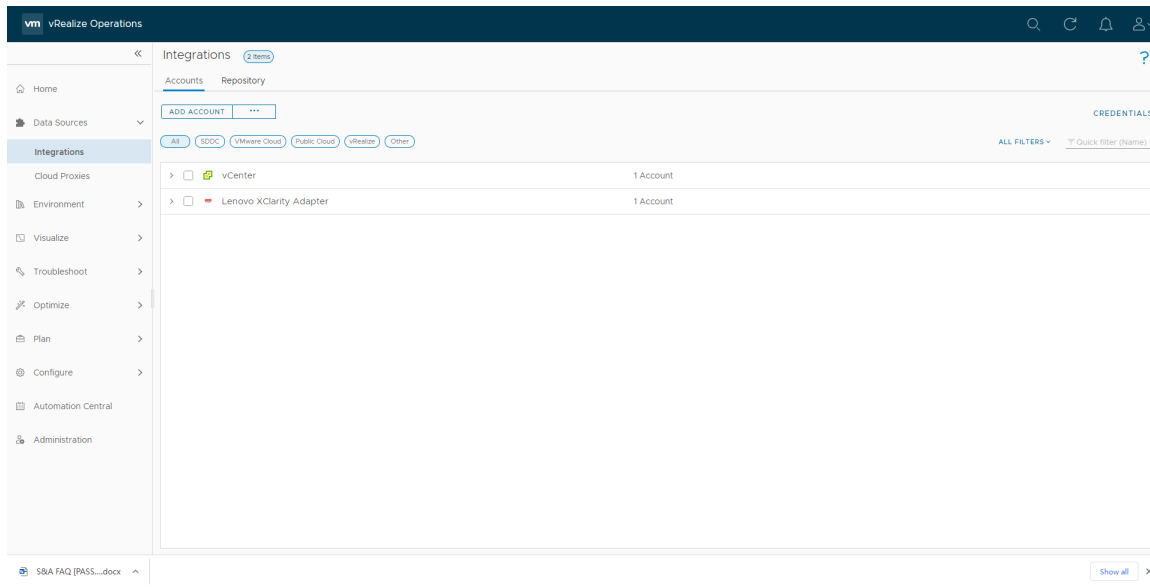 vm vRealize Operations
Integrations 2 Items
?
Accounts Repository
Home
ADD ACCOUNT ...
CREDENTIALS
Data Sources
All SDDC VMware Cloud Public Cloud vRealize Other
ALL FILTERS Quick filter (Name)
Integrations
Cloud Proxies
vCenter 1 Account
Lenovo XClarity Adapter 1 Account
Environment
Visualize
Troubleshoot
Optimize
Plan
Configure
Automation Central
Administration
S&A FAQ [PASS....docx
Show all